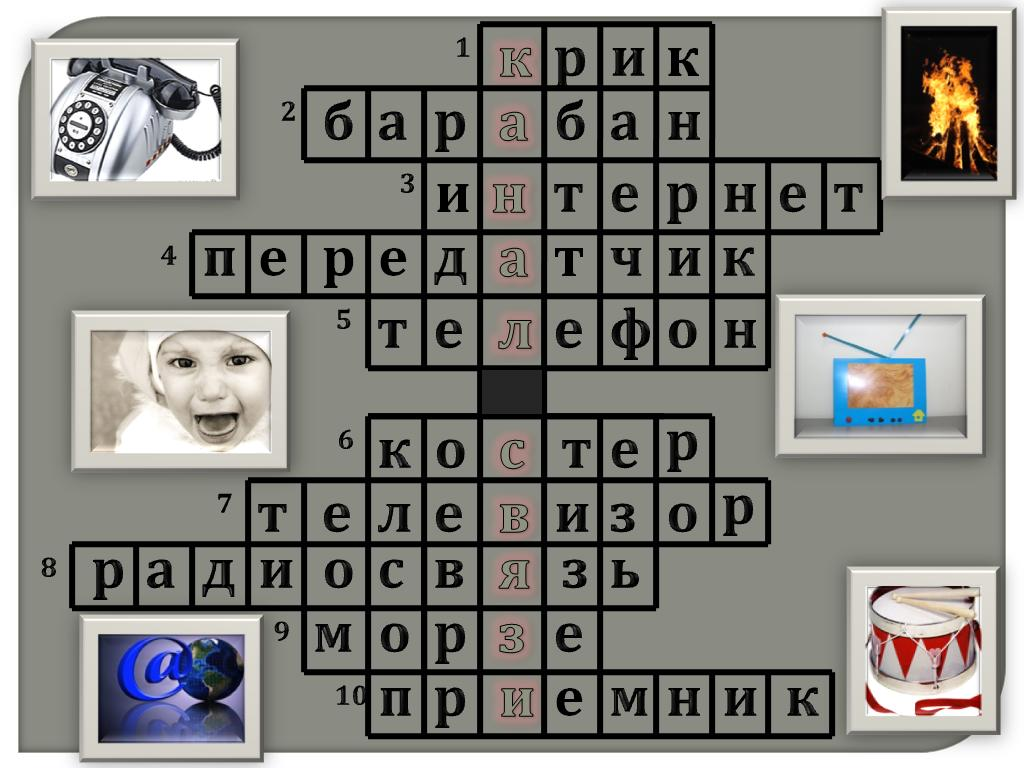 1 крик
2 барабан
3 интернет
4 передатчик
5 телефон
6 костер
7 телевизор
8 радиосвязь
9 морзе
10 приемник